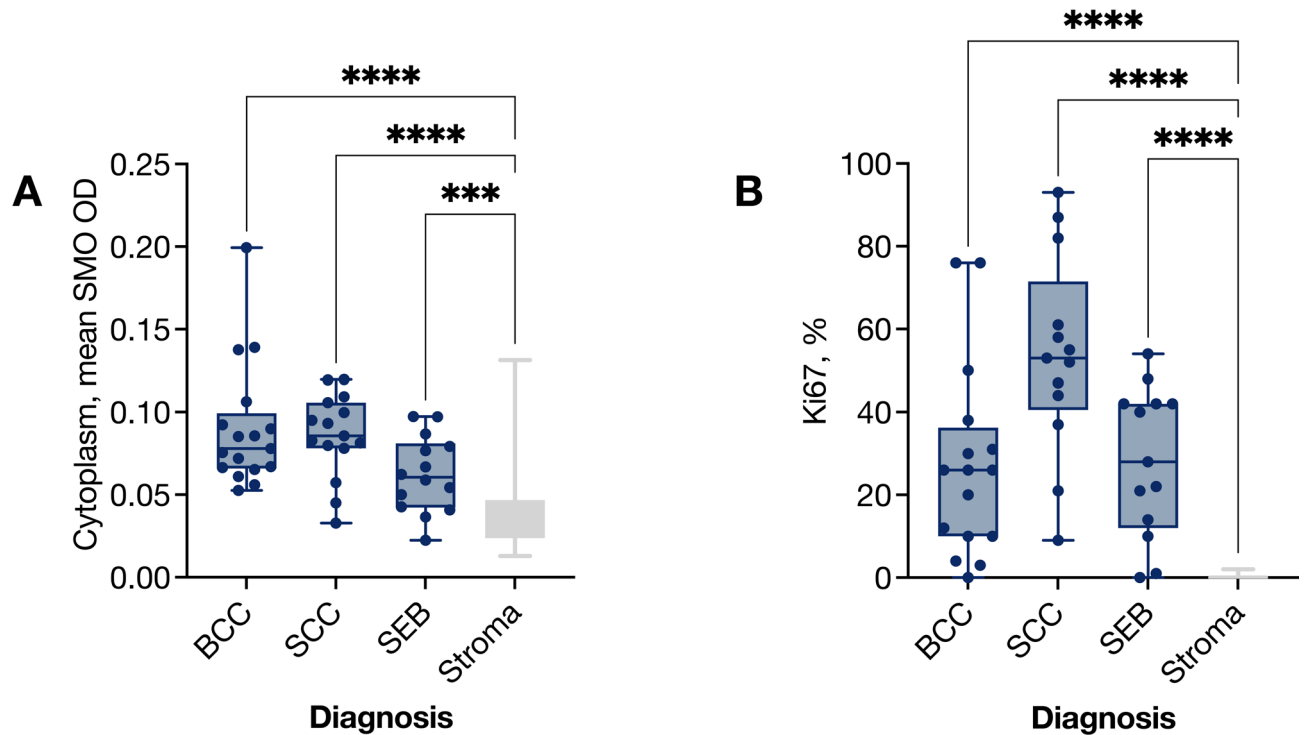 A
****
****
***
Cytoplasm, mean SMO OD
0.25
0.20
0.15
0.10
0.05
0.00
BCC
SCC
SEB
Stroma
Diagnosis
B
****
****
****
Ki67, %
100
80
60
40
20
0
BCC
SCC
SEB
Stroma
Diagnosis